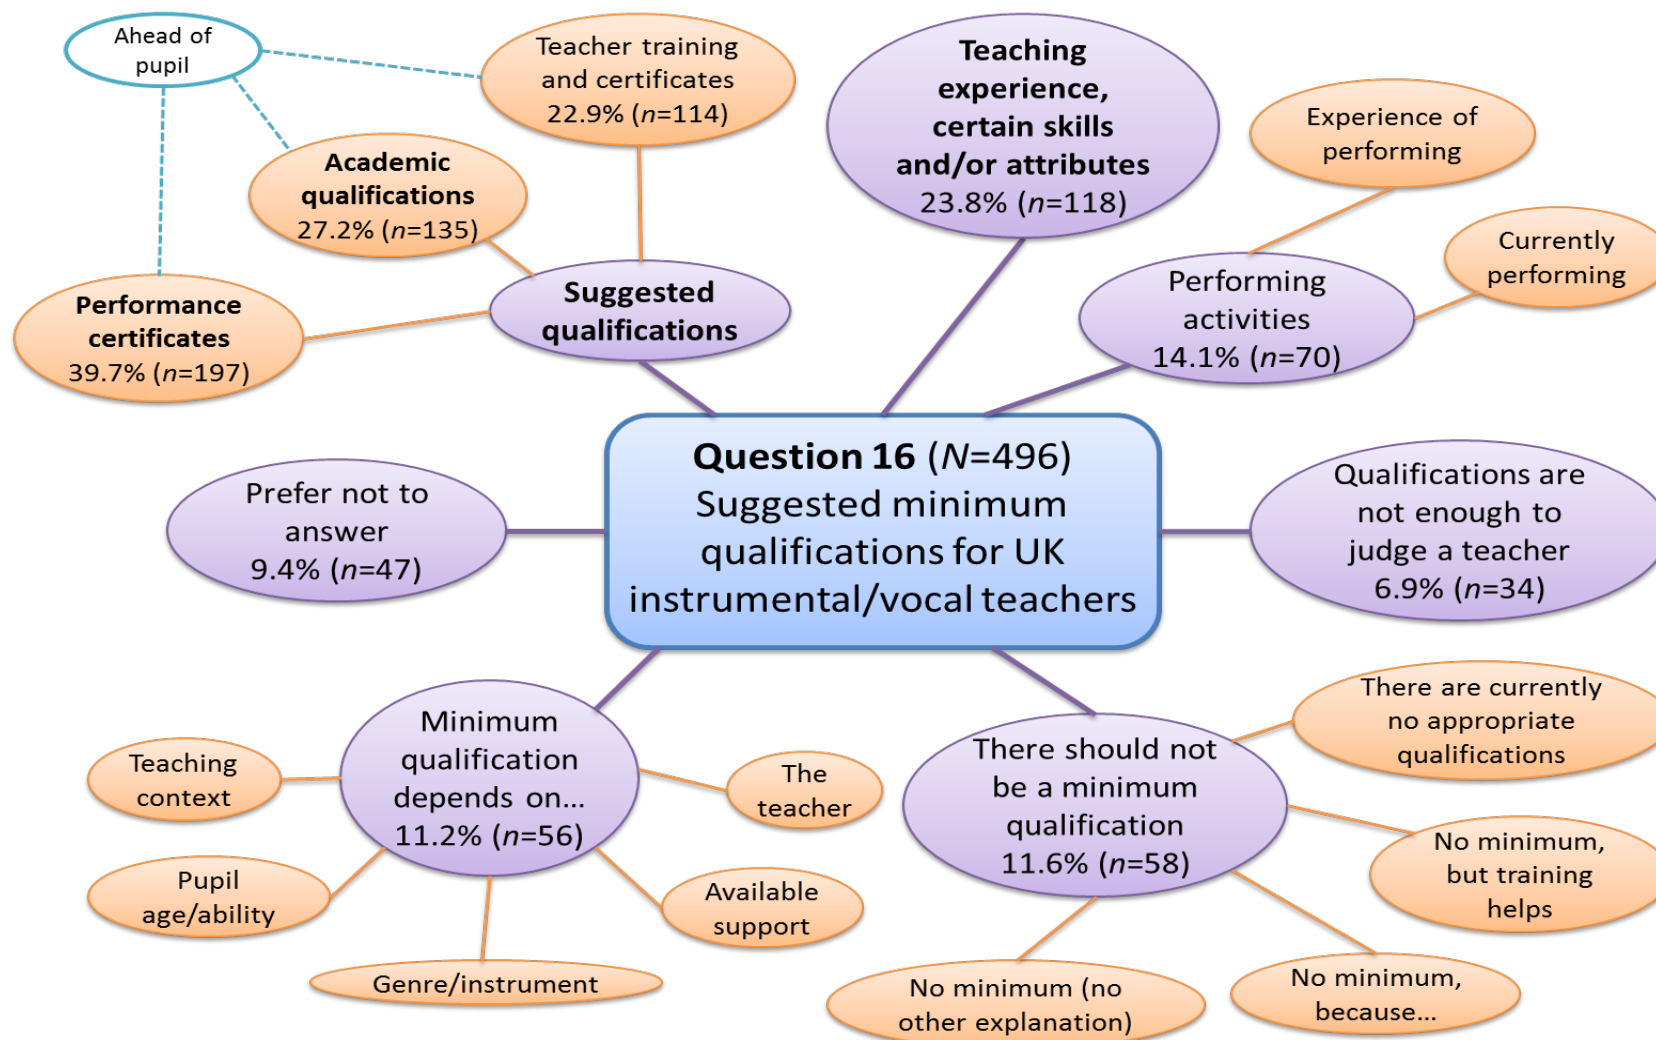 Ahead of
pupil
Teacher training
and certificates
22.9% (n=114)
Academic
qualifications
27.2% (n=135)
Performance
certificates
39.7% (n=197)
Suggested
qualifications
Teaching
experience,
certain skills
and/or attributes
23.8% (n=118)
Experience of
performing
Currently
performing
Performing
activities
14.1% (n=70)
Question 16 (N=496)
Suggested minimum
qualifications for UK
instrumental/vocal teachers
Prefer not to
answer
9.4% (n=47)
Qualifications are
not enough to
judge a teacher
6.9% (n=34)
Minimum
qualification
depends on...
11.2% (n=56)
Teaching
context
Pupil
age/ability
Genre/instrument
Available
support
The
teacher
There should not
be a minimum
qualification
11.6% (n=58)
There are currently
no appropriate
qualifications
No minimum,
but training
helps
No minimum,
because...
No minimum (no
other explanation)